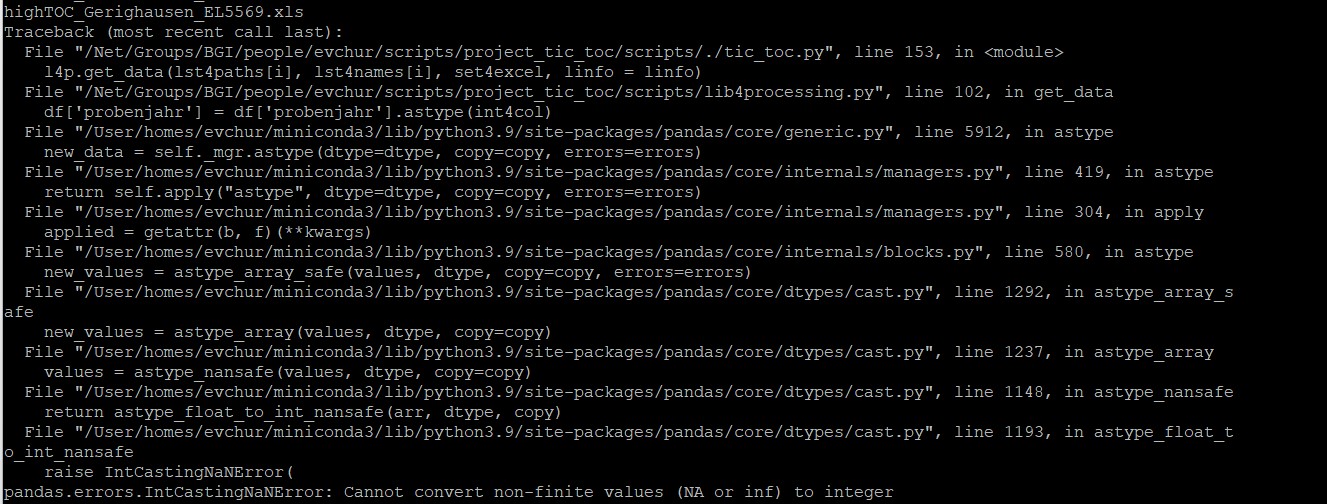 highTOC_Gerighausen_EL5569.xls
Traceback (most recent call last):
  File "/Net/Groups/BGI/people/evchur/scripts/project_tic_toc/scripts/./tic_toc.py", line 153, in <module>
    l4p.get_data(lst4paths[i], lst4names[i], set4excel, linfo = linfo)
  File "/Net/Groups/BGI/people/evchur/scripts/project_tic_toc/scripts/lib4processing.py", line 102, in get_data
    df['probenjahr'] = df['probenjahr'].astype(int4col)
  File "/User/homes/evchur/miniconda3/lib/python3.9/site-packages/pandas/core/generic.py", line 5912, in astype
    new_data = self._mgr.astype(dtype=dtype, copy=copy, errors=errors)
  File "/User/homes/evchur/miniconda3/lib/python3.9/site-packages/pandas/core/internals/managers.py", line 419, in astype
    return self.apply("astype", dtype=dtype, copy=copy, errors=errors)
  File "/User/homes/evchur/miniconda3/lib/python3.9/site-packages/pandas/core/internals/managers.py", line 304, in apply
    applied = getattr(b, f)(**kwargs)
  File "/User/homes/evchur/miniconda3/lib/python3.9/site-packages/pandas/core/internals/blocks.py", line 580, in astype
    new_values = astype_array_safe(values, dtype, copy=copy, errors=errors)
  File "/User/homes/evchur/miniconda3/lib/python3.9/site-packages/pandas/core/dtypes/cast.py", line 1292, in astype_array_s
afe
    new_values = astype_array(values, dtype, copy=copy)
  File "/User/homes/evchur/miniconda3/lib/python3.9/site-packages/pandas/core/dtypes/cast.py", line 1237, in astype_array
    values = astype_nansafe(values, dtype, copy=copy)
  File "/User/homes/evchur/miniconda3/lib/python3.9/site-packages/pandas/core/dtypes/cast.py", line 1148, in astype_nansafe
    return astype_float_to_int_nansafe(arr, dtype, copy)
  File "/User/homes/evchur/miniconda3/lib/python3.9/site-packages/pandas/core/dtypes/cast.py", line 1193, in astype_float_t
o_int_nansafe
    raise IntCastingNaNError(
pandas.errors.IntCastingNaNError: Cannot convert non-finite values (NA or inf) to integer